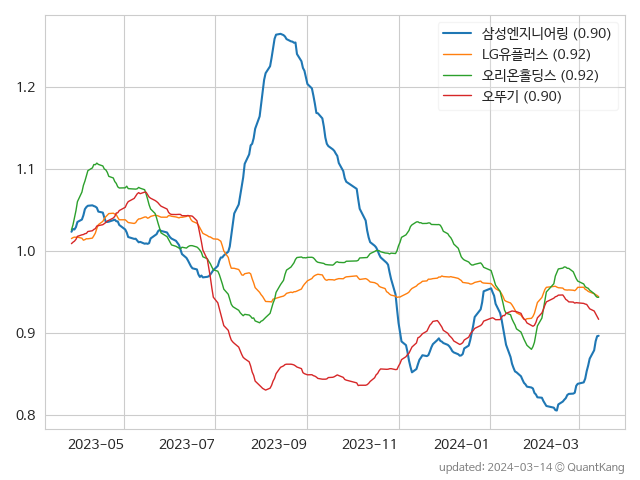 삼성엔지니어링 (0.90)
LG유플러스 (0.92)
오리온홀딩스 (0.92)
오뚜기 (0.90)
1.2
1.1
1.0
0.9
0.8
2023-05 2023-07 2023-09 2023-11 2024-01 2024-03
updated: 2024-03-14 © QuantKang